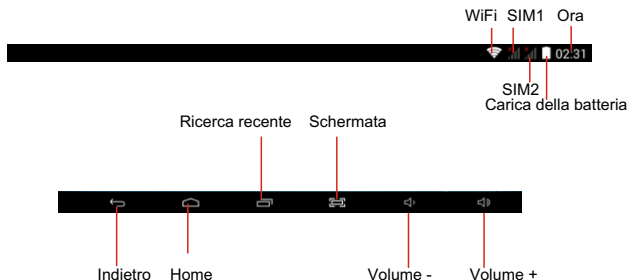 WiFi SIM1 Ora
02:31
SIM2
Carica della batteria
Ricerca recente Schermata
Indietro Home Volume - Volume +